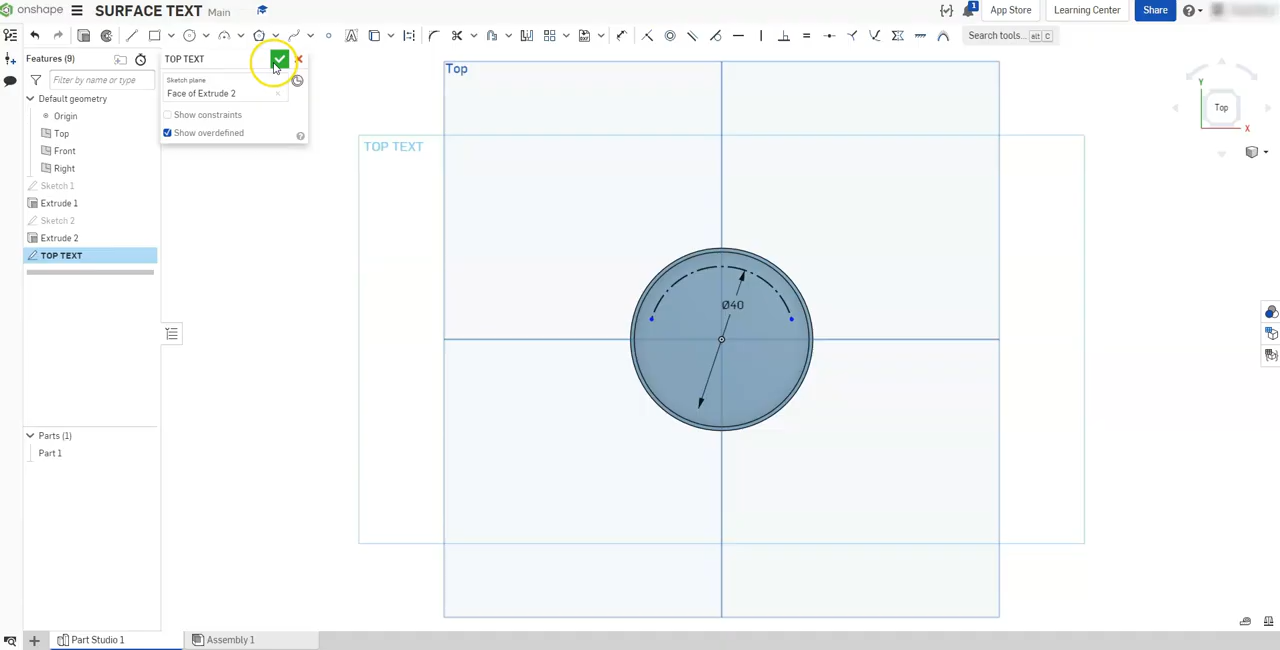 onshape
SURFACE TEXT Main
1
App Store
Learning Center
Share
Search tools... alt C
Features (9)
Filter by name or type
Default geometry
Origin
Top
Front
Right
Sketch 1
Extrude 1
Sketch 2
Extrude 2
TOP TEXT
TOP TEXT
Sketch plane
Face of Extrude 2
Show constraints
Show overdefined
Top
TOP TEXT
Ø40
Y
Top
X
Parts (1)
Part 1
Part Studio 1
Assembly 1